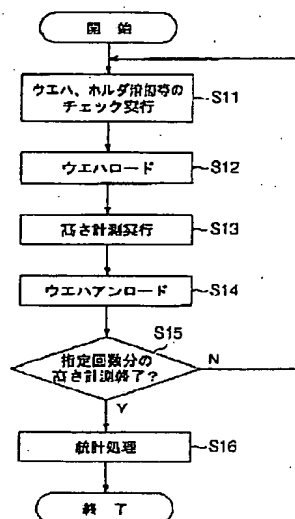 開 始
ウエハ、ホルダ接触等の
チェック実行
S11
ウエハロード
S12
高さ計測実行
S13
ウエハアンロード
S14
S15
指定回数分の
高さ計測終了?
N
Y
統計処理
S16
終 了